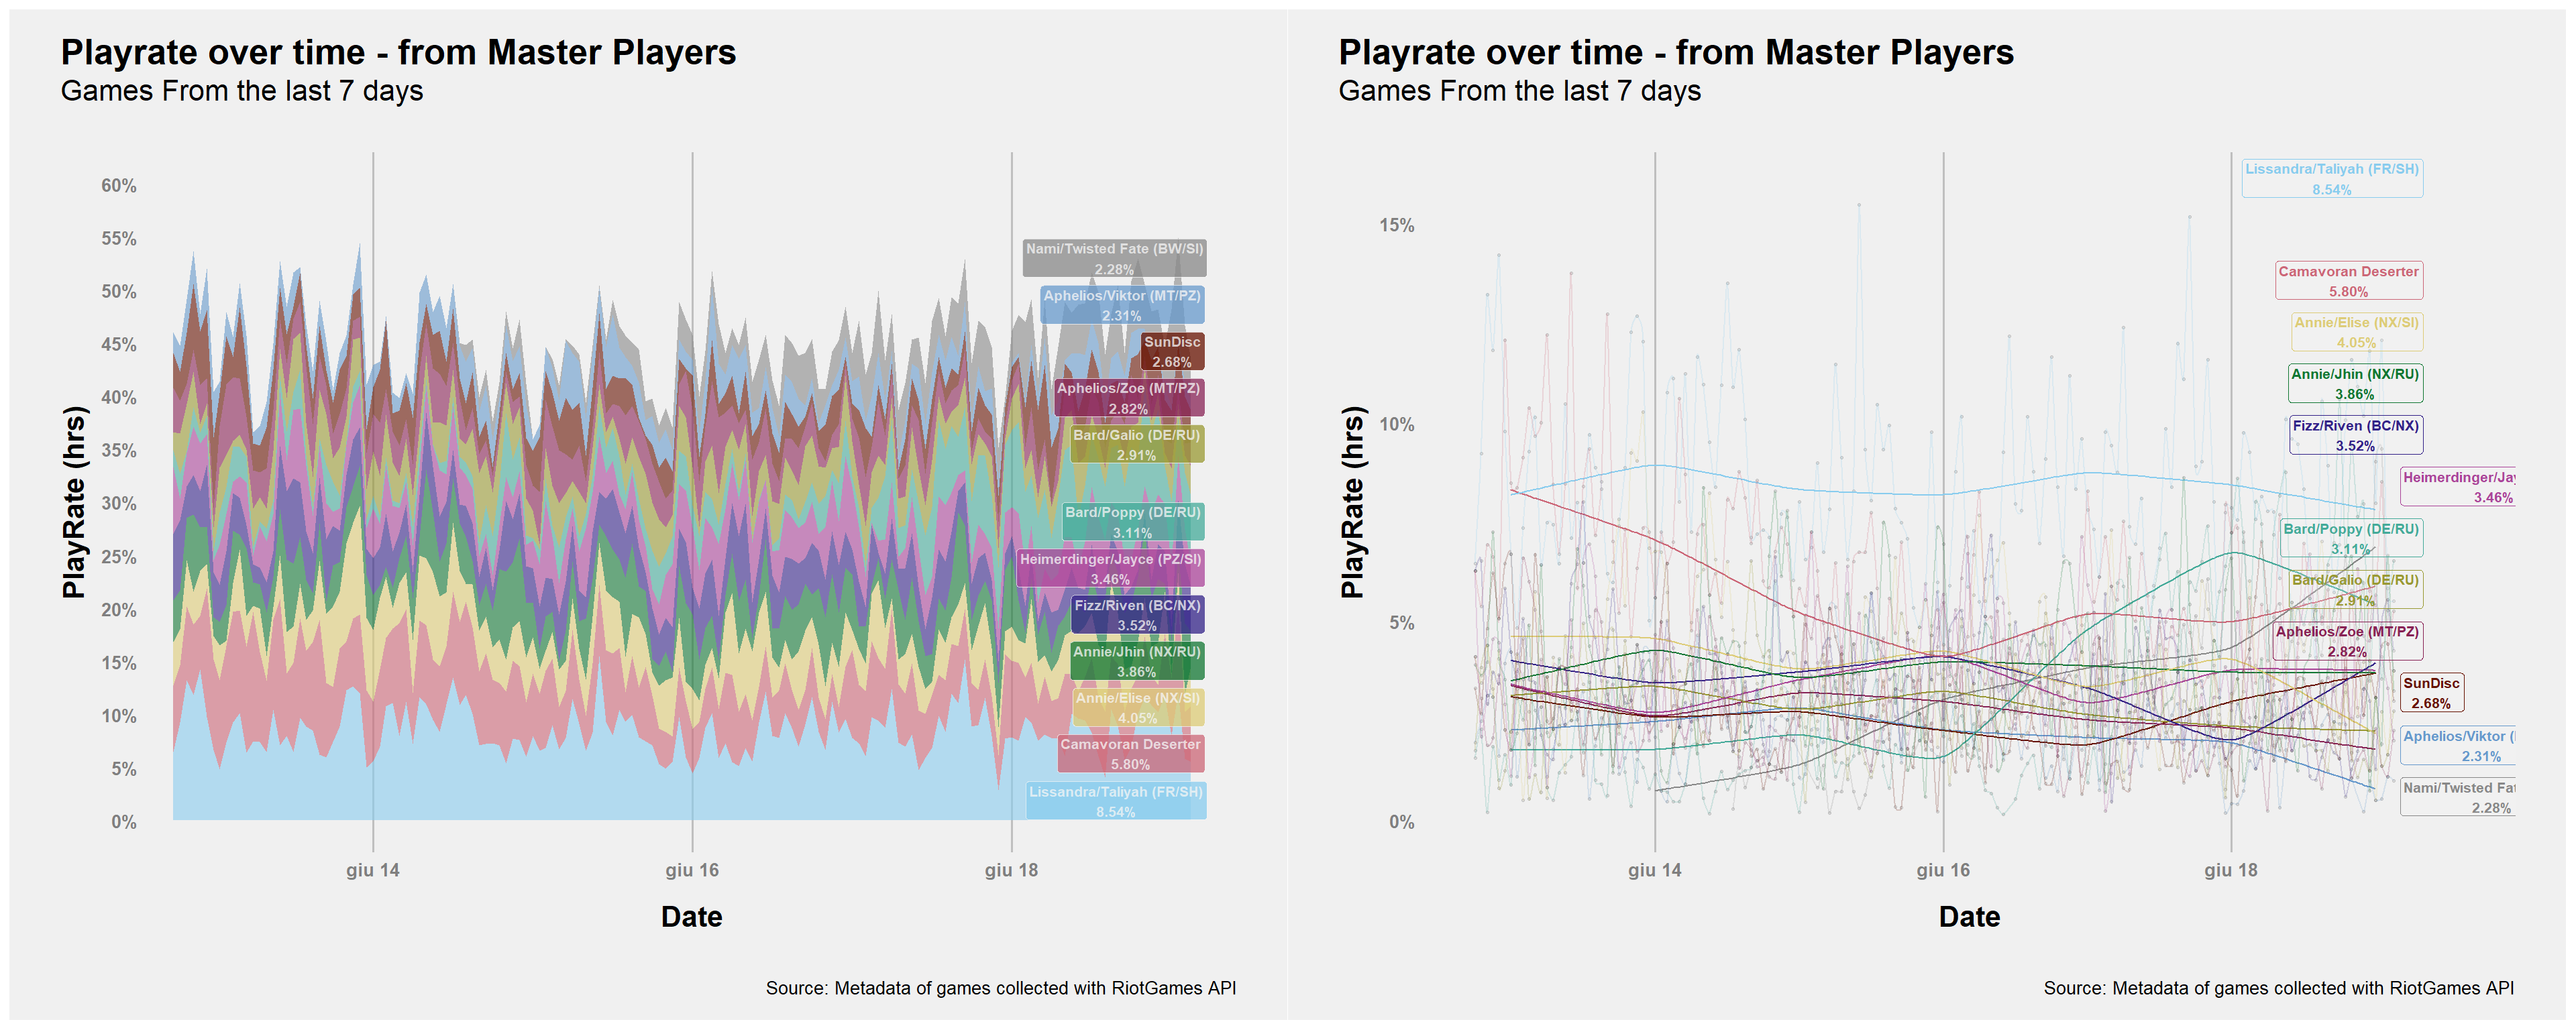 Playrate over time - from Master Players
Games From the last 7 days
PlayRate (hrs)
60%
55%
50%
45%
40%
35%
30%
25%
20%
15%
10%
5%
0%
Nami/Twisted Fate (BW/SI)
2.28%
Aphelios/Viktor (MT/PZ)
2.31%
SunDisc
2.68%
Aphelios/Zoe (MT/PZ)
2.82%
Bard/Galio (DE/RU)
2.91%
Bard/Poppy (DE/RU)
3.11%
Heimerdinger/Jayce (PZ/SI)
3.46%
Fizz/Riven (BC/NX)
3.52%
Annie/Jhin (NX/RU)
3.86%
Annie/Elise (NX/SI)
4.05%
Camavoran Deserter
5.80%
Lissandra/Taliyah (FR/SH)
8.54%
giu 14
giu 16
giu 18
Date
Source: Metadata of games collected with RiotGames API
Playrate over time - from Master Players
Games From the last 7 days
PlayRate (hrs)
15%
10%
5%
0%
Lissandra/Taliyah (FR/SH)
8.54%
Camavoran Deserter
5.80%
Annie/Elise (NX/SI)
4.05%
Annie/Jhin (NX/RU)
3.86%
Fizz/Riven (BC/NX)
3.52%
Heimerdinger/Jay
3.46%
Bard/Poppy (DE/RU)
3.11%
Bard/Galio (DE/RU)
2.91%
Aphelios/Zoe (MT/PZ)
2.82%
SunDisc
2.68%
Aphelios/Viktor (
2.31%
Nami/Twisted Fat
2.28%
giu 14
giu 16
giu 18
Date
Source: Metadata of games collected with RiotGames API